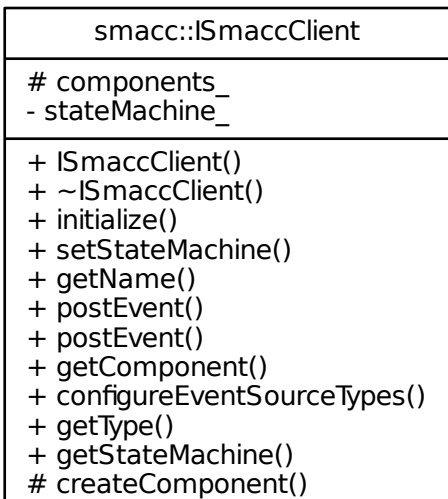 smacc::ISmaccClient
# components_
- stateMachine_
+ ISmaccClient()
+ ~ISmaccClient()
+ initialize()
+ setStateMachine()
+ getName()
+ postEvent()
+ postEvent()
+ getComponent()
+ configureEventSourceTypes()
+ getType()
+ getStateMachine()
# createComponent()